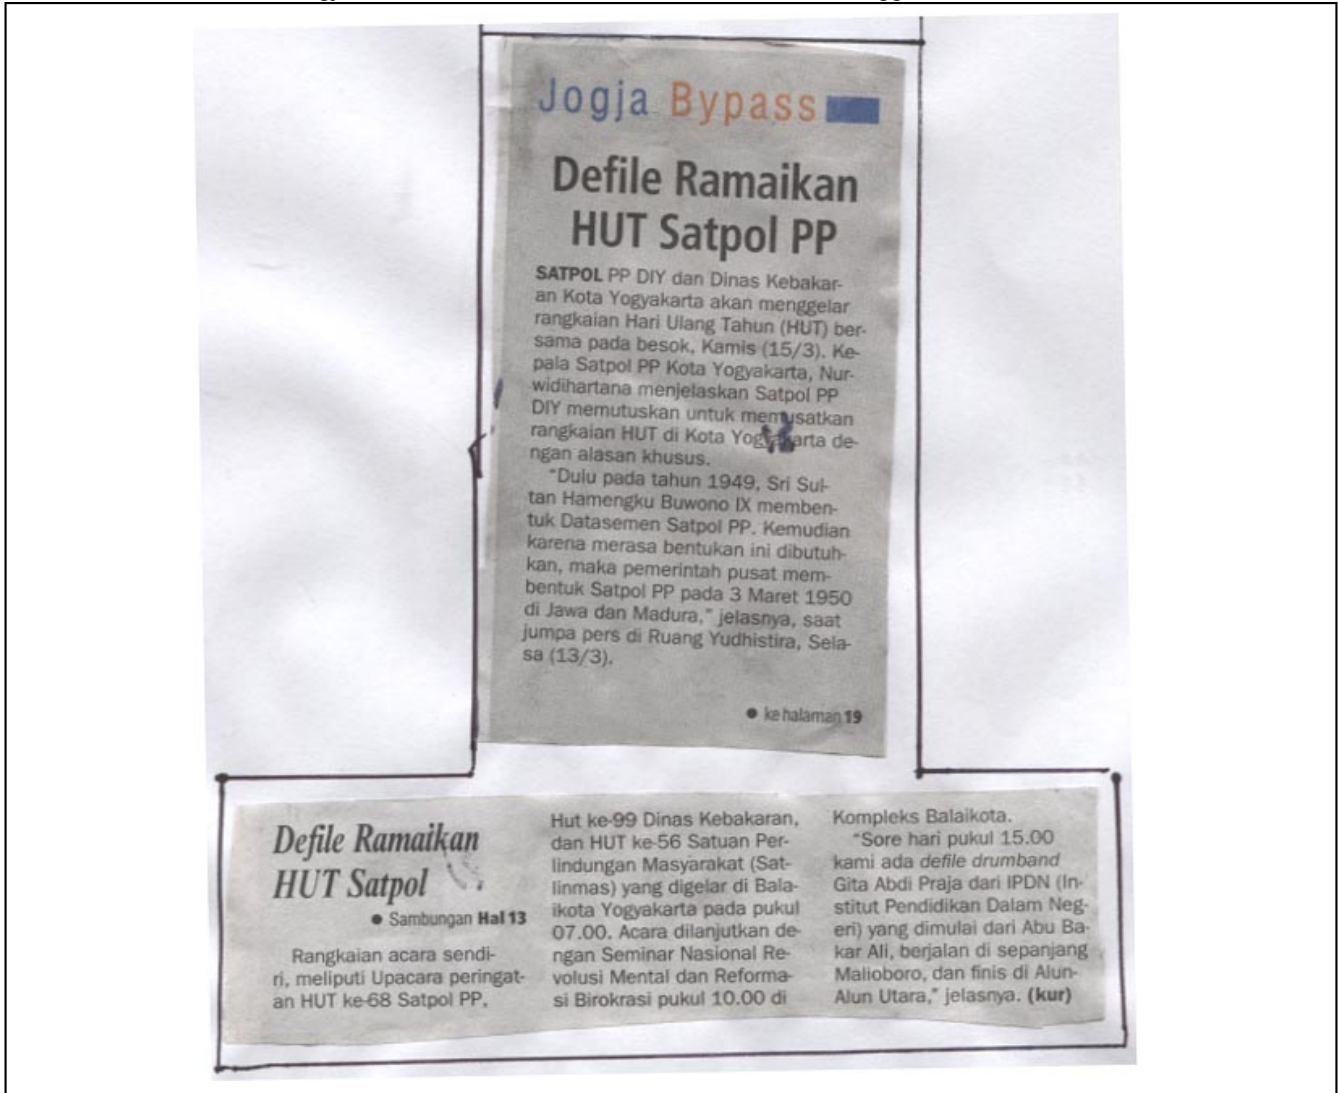 Jogja Bypass
Defile Ramaikan
HUT Satpol PP
SATPOL PP DIY dan Dinas Kebakar-
an Kota Yogyakarta akan menggelar
rangkaian Hari Ulang Tahun (HUT) ber-
sama pada besok, Kamis (15/3). Ke-
pala Satpol PP Kota Yogyakarta, Nur-
widihartana menjelaskan Satpol PP
DIY memutuskan untuk memusatkan
rangkaian HUT di Kota Yogyakarta de-
ngan alasan khusus.
"Dulu pada tahun 1949, Sri Sul-
tan Hamengku Buwono IX memben-
tuk Datasemen Satpol PP. Kemudian
karena merasa bentukan ini dibutuh-
kan, maka pemerintah pusat mem-
bentuk Satpol PP pada 3 Maret 1950
di Jawa dan Madura," jelasnya, saat
jumpa pers di Ruang Yudhistira, Sela-
sa (13/3).
● ke halaman 19
Defile Ramaikan
HUT Satpol
● Sambungan Hal 13
Rangkaian acara sendi-
ri, meliputi Upacara peringat-
an HUT ke-68 Satpol PP,
Hut ke-99 Dinas Kebakaran,
dan HUT ke-56 Satuan Per-
lindungan Masyarakat (Sat-
linmas) yang digelar di Bala-
ikota Yogyakarta pada pukul
07.00. Acara dilanjutkan de-
ngan Seminar Nasional Re-
volusi Mental dan Reforma-
si Birokrasi pukul 10.00 di
Kompleks Balaikota.
"Sore hari pukul 15.00
kami ada defile drumband
Gita Abdi Praja dari IPDN (In-
stitut Pendidikan Dalam Neg-
eri) yang dimulai dari Abu Ba-
kar Ali, berjalan di sepanjang
Malioboro, dan finis di Alun-
Alun Utara," jelasnya. (kur)